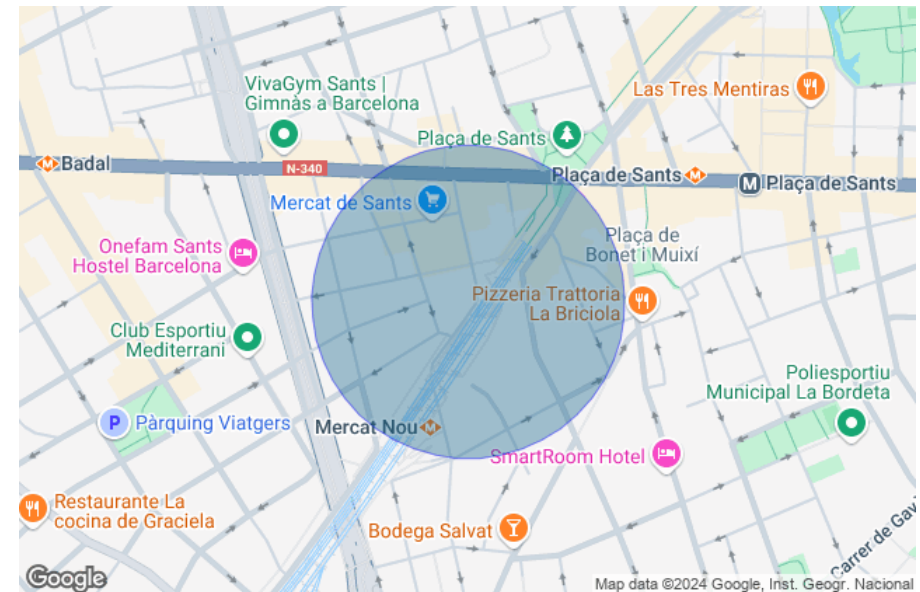 VivaGym Sants |
Gimnàs a Barcelona
Las Tres Mentiras
Plaça de Sants
Badal
N-340
Plaça de Sants
Plaça de Sants
Mercat de Sants
Onefam Sants
Hostel Barcelona
Plaça de
Bonet i Muixí
Pizzeria Trattoria
La Briciola
Club Esportiu
Mediterrani
Poliesportiu
Municipal La Bordeta
P Pàrquing Viatgers
Mercat Nou
SmartRoom Hotel
Restaurante La
cocina de Graciela
Bodega Salvat
Carrer de Gav
Google
Map data ©2024 Google, Inst. Geogr. Nacional